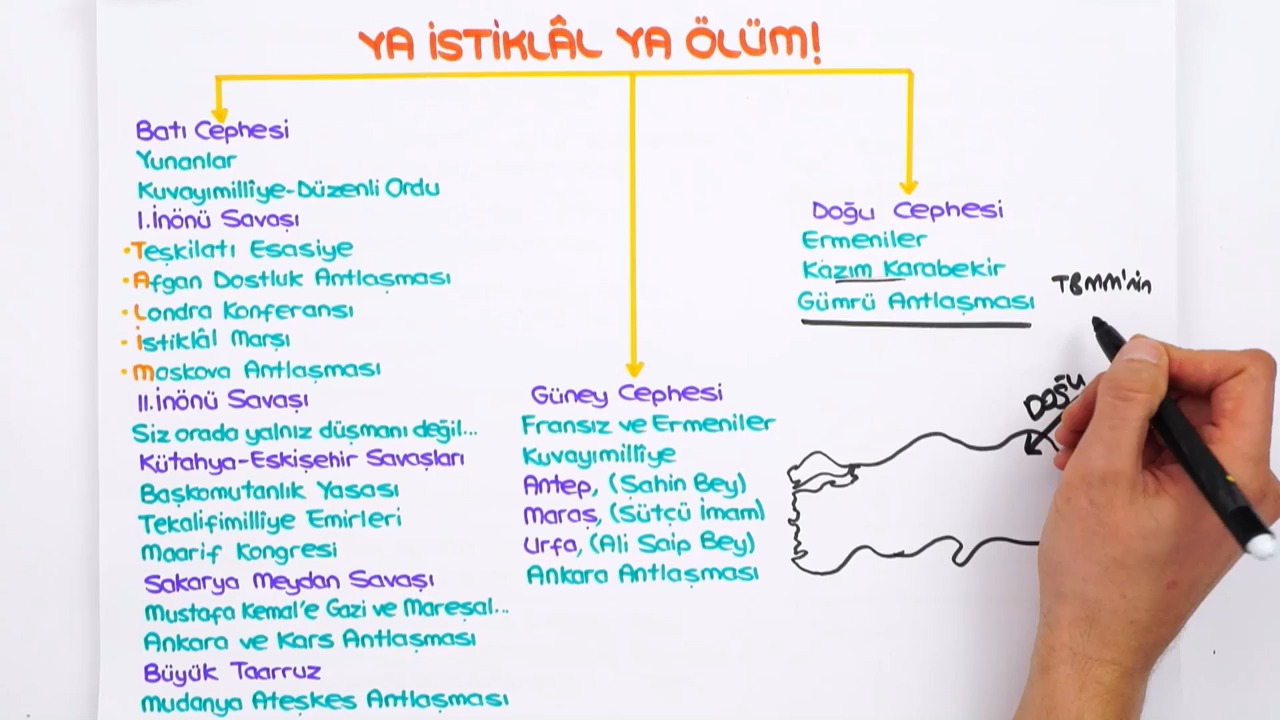 YA İSTİKLÂL YA ÖLÜM!
Batı Cephesi
Yunanlar
Kuvayımillîye-Düzenli Ordu
I.İnönü Savaşı
•Teşkilatı Esasiye
•Afgan Dostluk Antlaşması
•Londra Konferansı
•İstiklâl Marşı
•Moskova Antlaşması
II.İnönü Savaşı
Siz orada yalnız düşmanı değil...
Kütahya-Eskişehir Savaşları
Başkomutanlık Yasası
Tekalifimillîye Emirleri
Maarif Kongresi
Sakarya Meydan Savaşı
Mustafa Kemal'e Gazi ve Mareşal...
Ankara ve Kars Antlaşması
Büyük Taarruz
Mudanya Ateşkes Antlaşması
Güney Cephesi
Fransız ve Ermeniler
Kuvayımillîye
Antep, (Şahin Bey)
Maraş, (Sütçü İmam)
Urfa, (Ali Saip Bey)
Ankara Antlaşması
Doğu Cephesi
Ermeniler
Kazım Karabekir
Gümrü Antlaşması
TBMM'nin
DOĞU